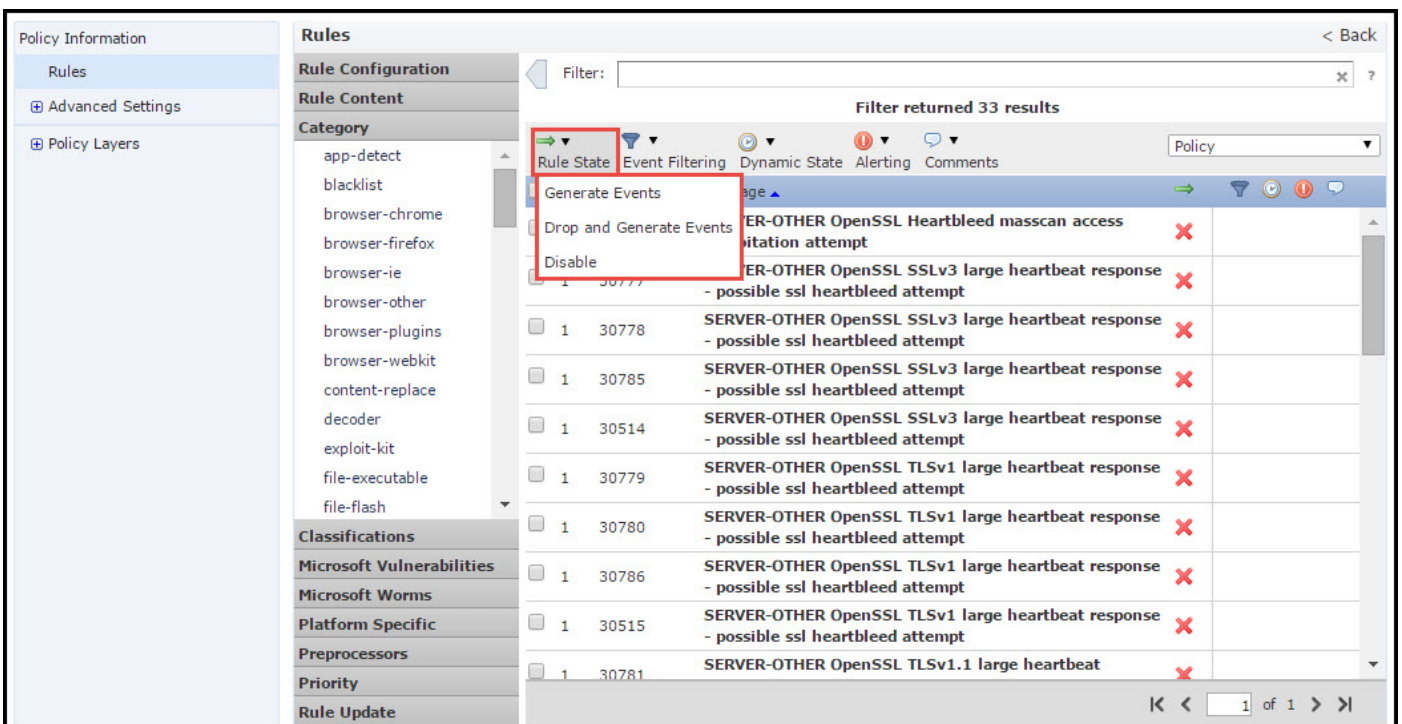 Policy Information
Rules
Advanced Settings
Policy Layers
Rules
< Back
Rule Configuration
Rule Content
Category
app-detect
blacklist
browser-chrome
browser-firefox
browser-ie
browser-other
browser-plugins
browser-webkit
content-replace
decoder
exploit-kit
file-executable
file-flash
Classifications
Microsoft Vulnerabilities
Microsoft Worms
Platform Specific
Preprocessors
Priority
Rule Update
Filter:
?
Filter returned 33 results
Rule State Event Filtering Dynamic State Alerting Comments
Policy
Generate Events
Drop and Generate Events
Disable
age
VER-OTHER OpenSSL Heartbleed masscan access
itation attempt
VER-OTHER OpenSSL SSLv3 large heartbeat response
1 30777 - possible ssl heartbleed attempt
SERVER-OTHER OpenSSL SSLv3 large heartbeat response
1 30778 - possible ssl heartbleed attempt
SERVER-OTHER OpenSSL SSLv3 large heartbeat response
1 30785 - possible ssl heartbleed attempt
SERVER-OTHER OpenSSL SSLv3 large heartbeat response
1 30514 - possible ssl heartbleed attempt
SERVER-OTHER OpenSSL TLSv1 large heartbeat response
1 30779 - possible ssl heartbleed attempt
SERVER-OTHER OpenSSL TLSv1 large heartbeat response
1 30780 - possible ssl heartbleed attempt
SERVER-OTHER OpenSSL TLSv1 large heartbeat response
1 30786 - possible ssl heartbleed attempt
SERVER-OTHER OpenSSL TLSv1 large heartbeat response
1 30515 - possible ssl heartbleed attempt
SERVER-OTHER OpenSSL TLSv1.1 large heartbeat
1 30781
1 of 1